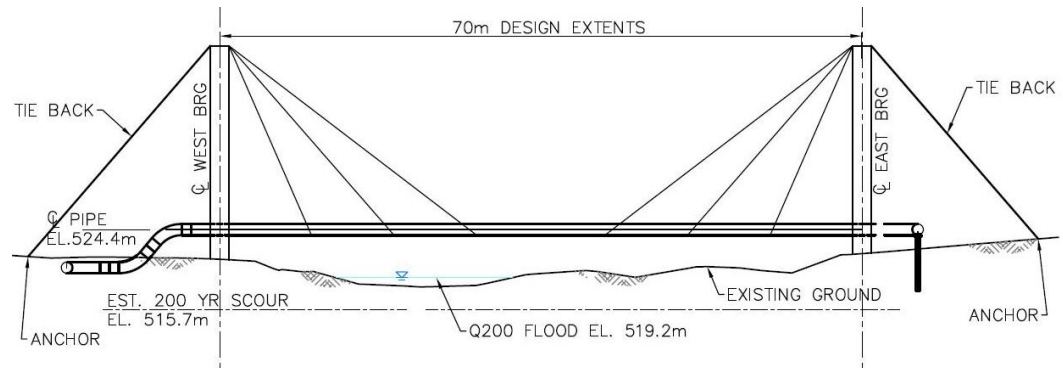 70m DESIGN EXTENTS
TIE BACK
TIE BACK
℄ WEST BRG
℄ EAST BRG
℄ PIPE
EL.524.4m
EST. 200 YR SCOUR
EL. 515.7m
EXISTING GROUND
Q200 FLOOD EL. 519.2m
ANCHOR
ANCHOR